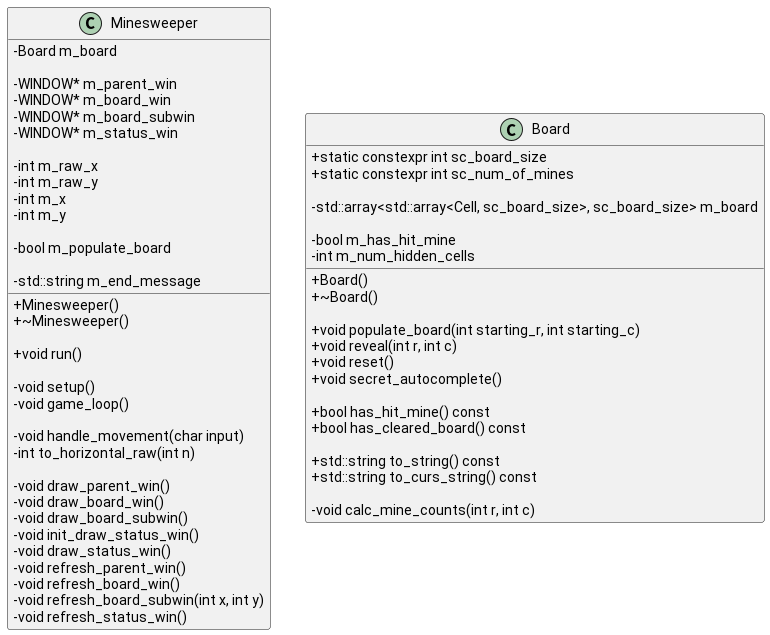 C Minesweeper
-Board m_board
-WINDOW* m_parent_win
-WINDOW* m_board_win
-WINDOW* m_board_subwin
-WINDOW* m_status_win
-int m_raw_x
-int m_raw_y
-int m_x
-int m_y
-bool m_populate_board
-std::string m_end_message
+Minesweeper()
+~Minesweeper()
+void run()
-void setup()
-void game_loop()
-void handle_movement(char input)
-int to_horizontal_raw(int n)
-void draw_parent_win()
-void draw_board_win()
-void draw_board_subwin()
-void init_draw_status_win()
-void draw_status_win()
-void refresh_parent_win()
-void refresh_board_win()
-void refresh_board_subwin(int x, int y)
-void refresh_status_win()
C Board
+static constexpr int sc_board_size
+static constexpr int sc_num_of_mines
-std::array<std::array<Cell, sc_board_size>, sc_board_size> m_board
-bool m_has_hit_mine
-int m_num_hidden_cells
+Board()
+~Board()
+void populate_board(int starting_r, int starting_c)
+void reveal(int r, int c)
+void reset()
+void secret_autocomplete()
+bool has_hit_mine() const
+bool has_cleared_board() const
+std::string to_string() const
+std::string to_curs_string() const
-void calc_mine_counts(int r, int c)